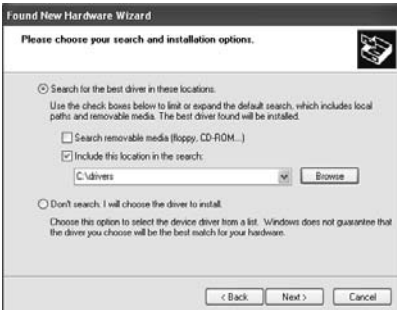 Found New Hardware Wizard
Please choose your search and installation options.
Search for the best driver in these locations.
Use the check boxes below to limit or expand the default search, which includes local
paths and removable media. The best driver found will be installed.
Search removable media (floppy, CD-ROM...)
Include this location in the search:
C:\drivers
Browse
Don't search. I will choose the driver to install.
Choose this option to select the device driver from a list. Windows does not guarantee that
the driver you choose will be the best match for your hardware.
< Back Next > Cancel